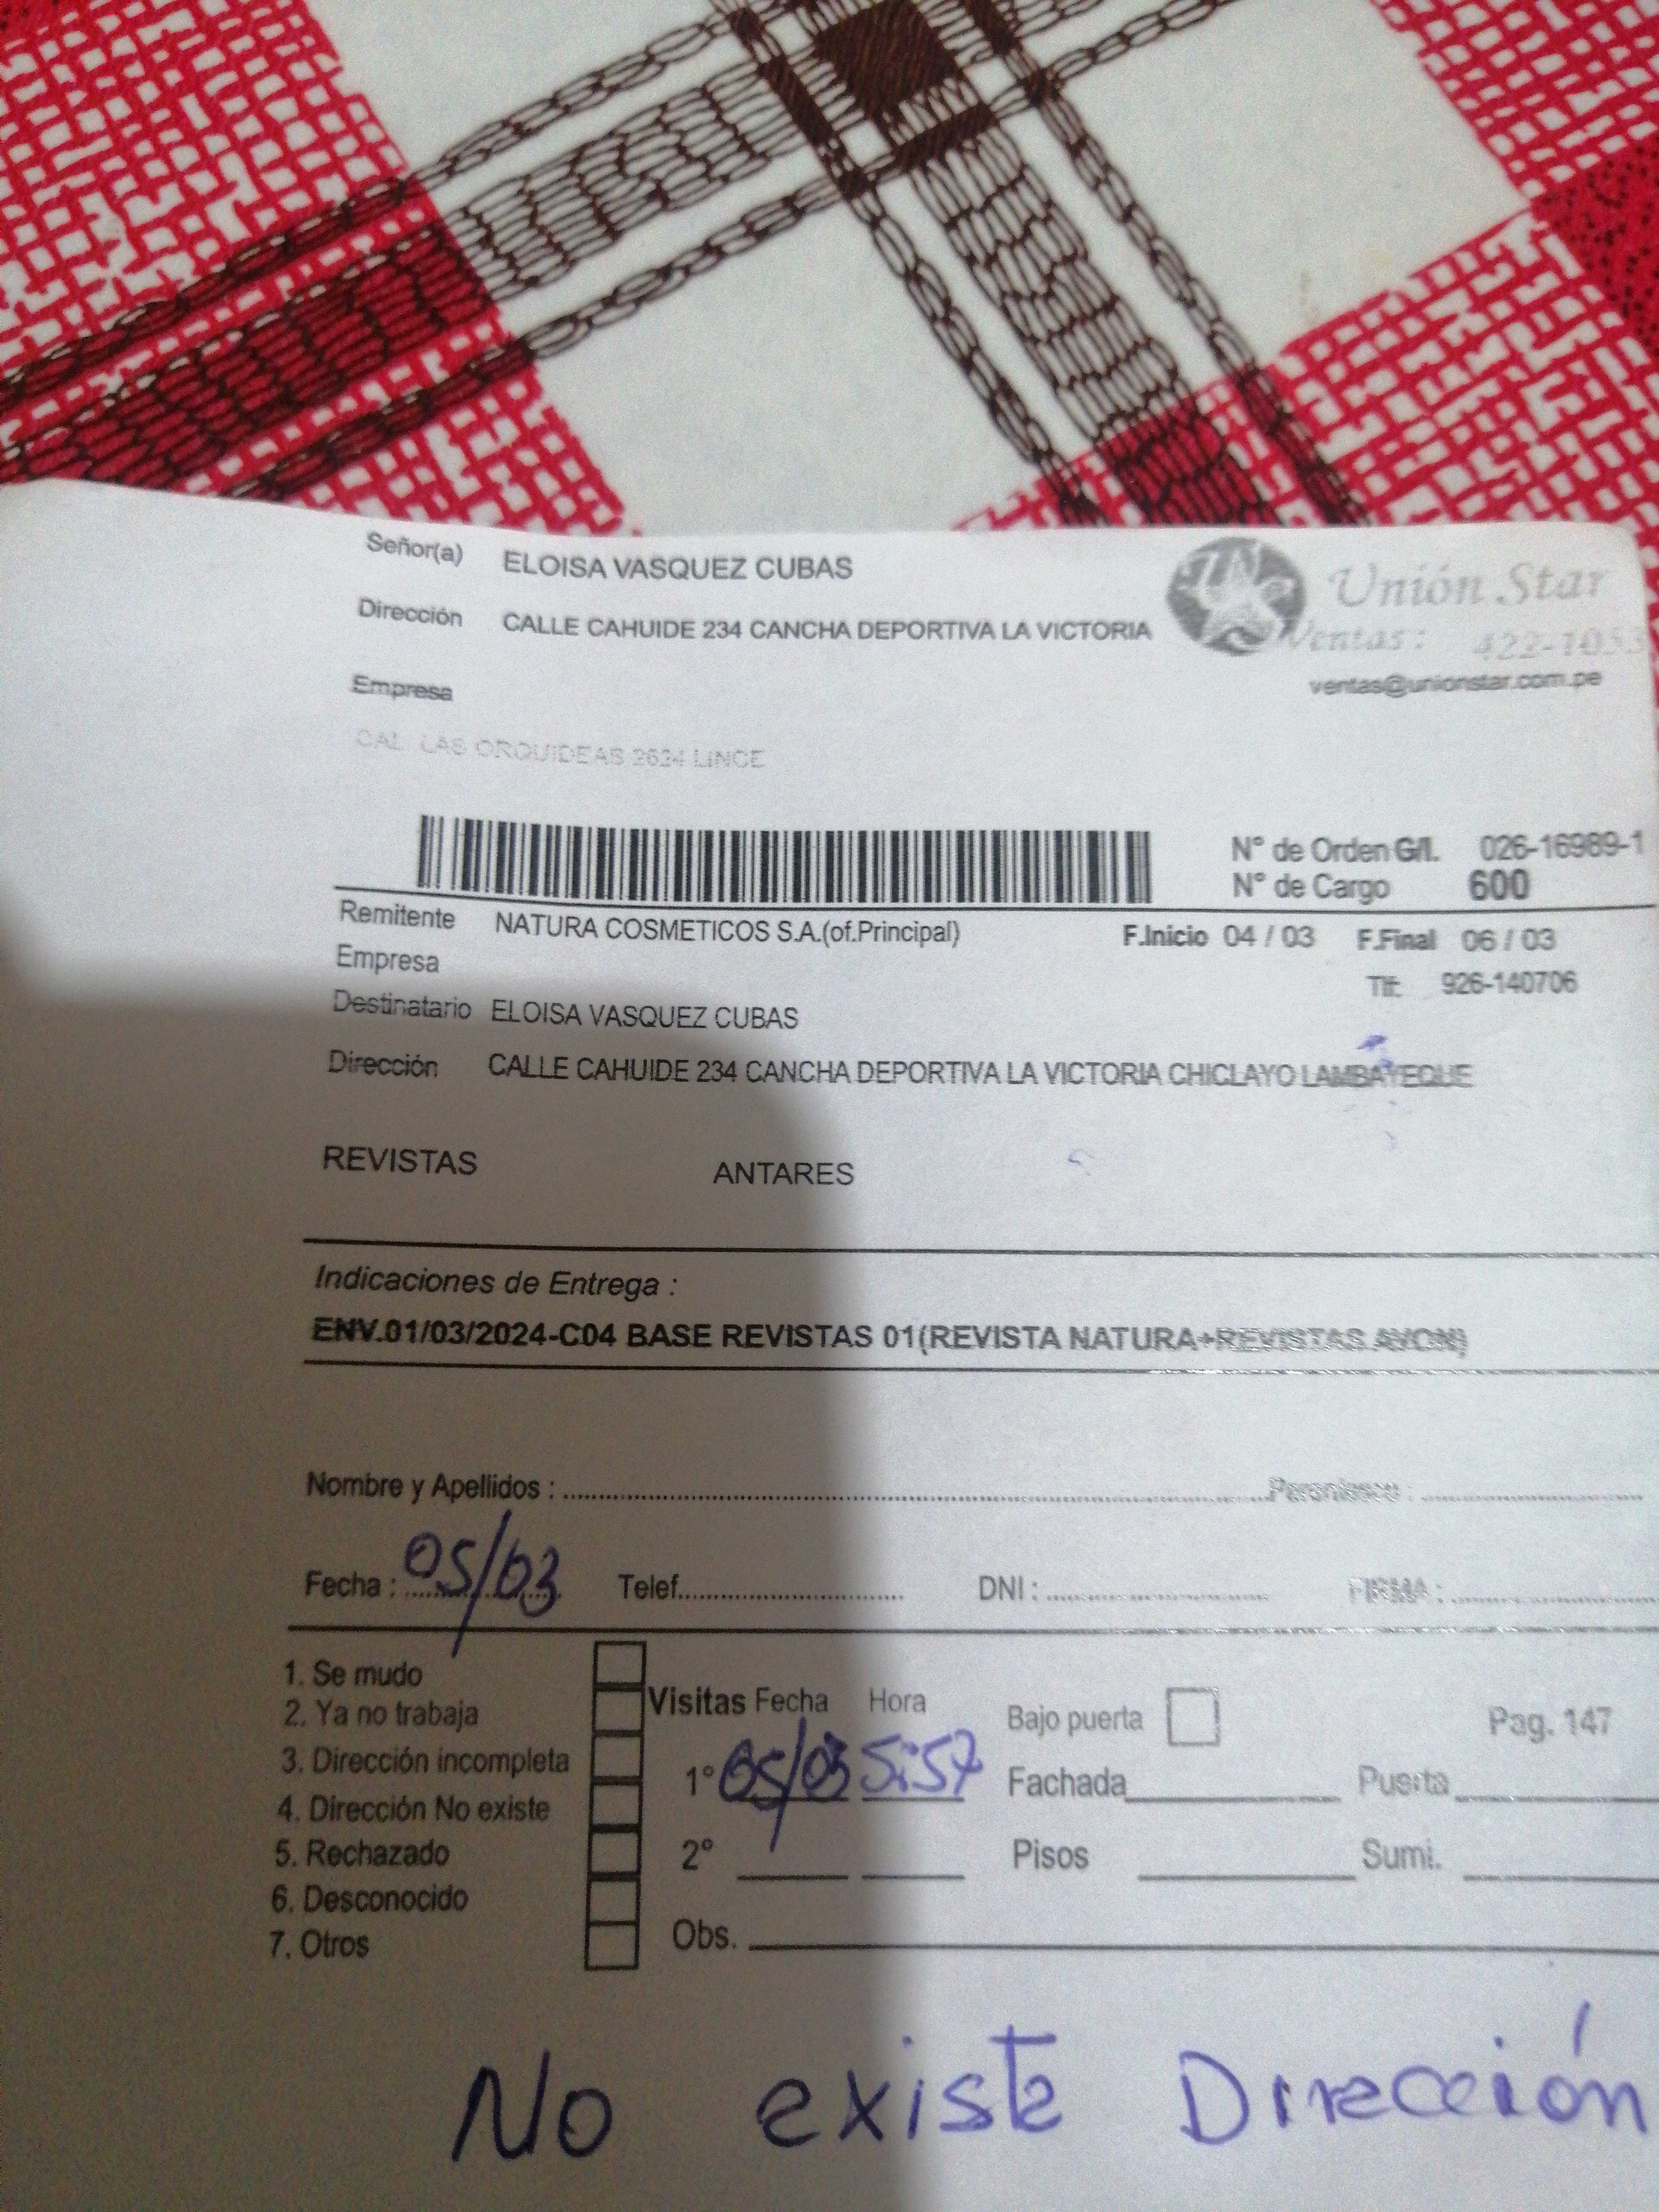 Señor(a) ELOISA VASQUEZ CUBAS
Unión Star
Dirección CALLE CAHUIDE 234 CANCHA DEPORTIVA LA VICTORIA
Ventas: 422-1053
Empresa
ventas@unionstar.com.pe
CAL LAS ORQUIDEAS 2634 LINCE
N° de Orden G/I. 026-16989-1
N° de Cargo 600
Remitente NATURA COSMETICOS S.A.(of.Principal) F.Inicio 04 / 03 F.Final 06 / 03
Empresa
Tlf: 926-140706
Destinatario ELOISA VASQUEZ CUBAS
Dirección CALLE CAHUIDE 234 CANCHA DEPORTIVA LA VICTORIA CHICLAYO LAMBAYEQUE
REVISTAS ANTARES
Indicaciones de Entrega :
ENV.01/03/2024-C04 BASE REVISTAS 01(REVISTA NATURA+REVISTAS AVON)
Nombre y Apellidos : Parentesco :
Fecha : 05/03 Telef. DNI : FIRMA :
1. Se mudo
2. Ya no trabaja
3. Dirección incompleta
4. Dirección No existe
5. Rechazado
6. Desconocido
7. Otros
Visitas Fecha Hora Bajo puerta Pag. 147
1° 05/03 5:57 Fachada Puerta
2° Pisos Sumi.
Obs.
No existe Dirección